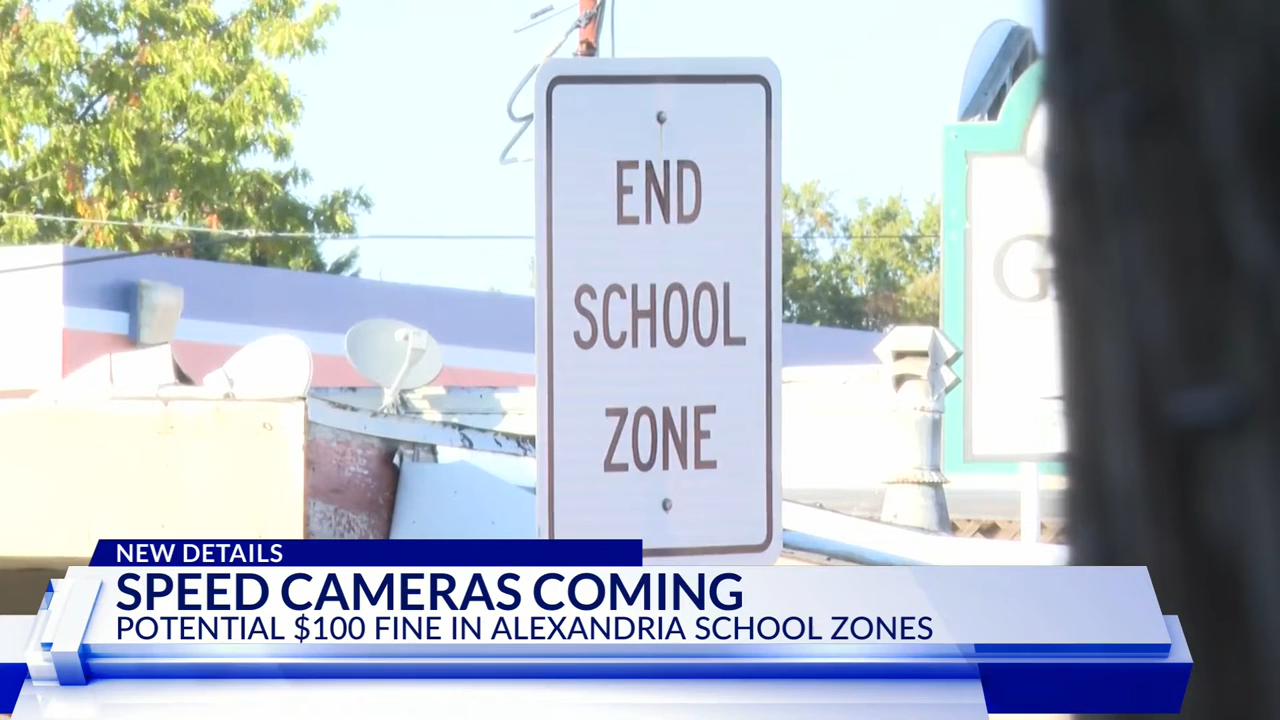 END
SCHOOL
ZONE
G
NEW DETAILS
SPEED CAMERAS COMING
POTENTIAL $100 FINE IN ALEXANDRIA SCHOOL ZONES